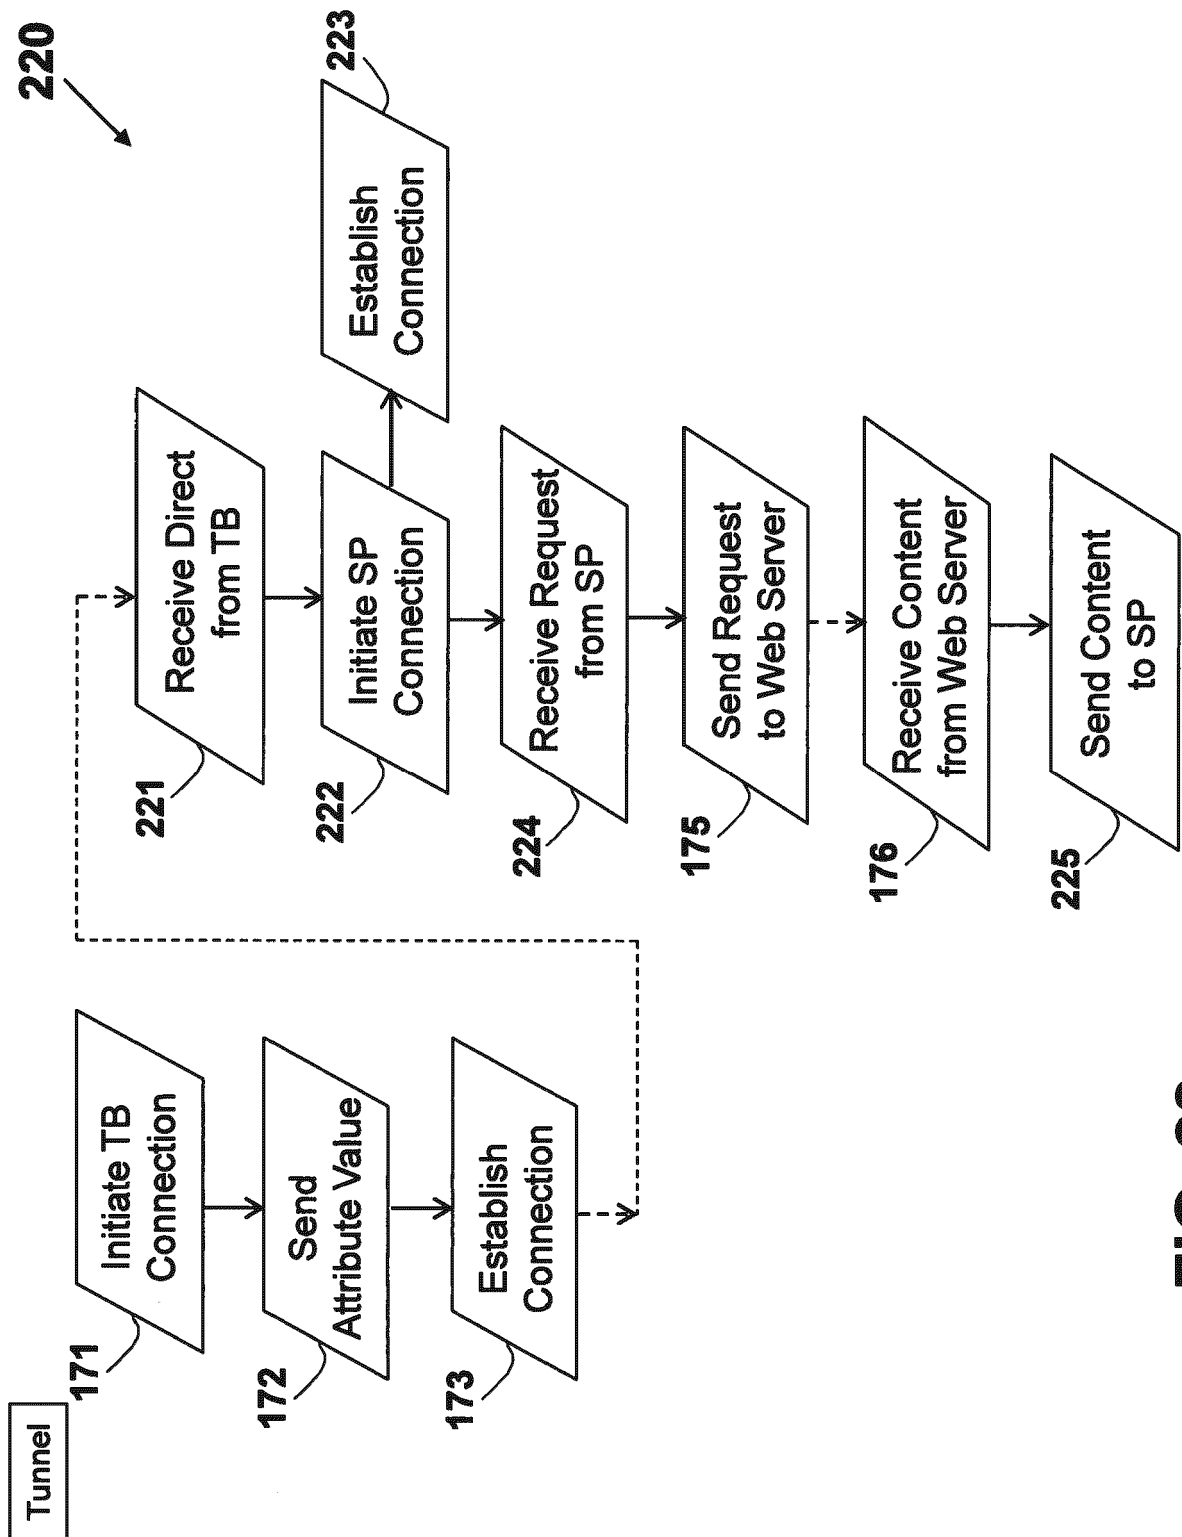 Tunnel
220
171
Initiate TB
Connection
172
Send
Attribute Value
173
Establish
Connection
221
Receive Direct
from TB
222
Initiate SP
Connection
223
Establish
Connection
224
Receive Request
from SP
175
Send Request
to Web Server
176
Receive Content
from Web Server
225
Send Content
to SP